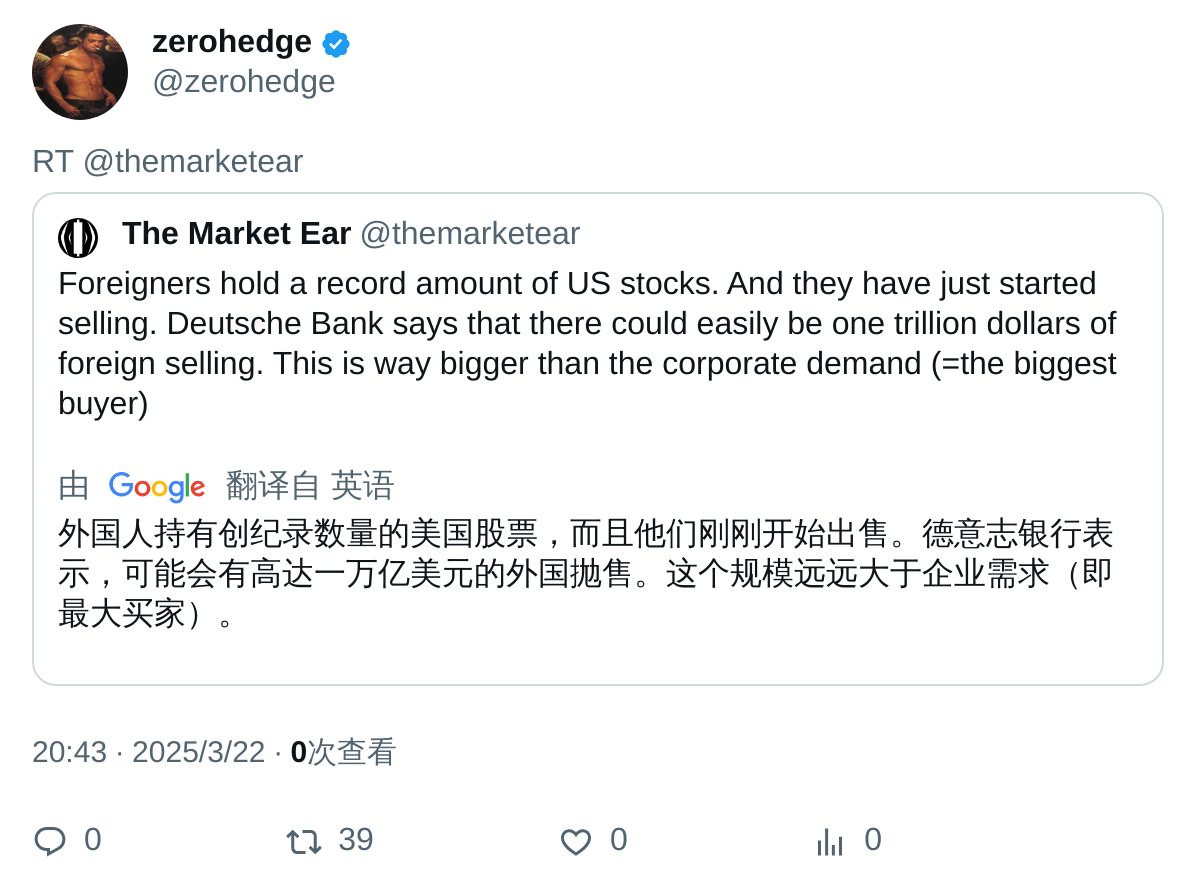 zerohedge
@zerohedge
RT @themarketear
The Market Ear @themarketear
Foreigners hold a record amount of US stocks. And they have just started
selling. Deutsche Bank says that there could easily be one trillion dollars of
foreign selling. This is way bigger than the corporate demand (=the biggest
buyer)
由 Google 翻译自 英语
外国人持有创纪录数量的美国股票，而且他们刚刚开始出售。德意志银行表
示，可能会有高达一万亿美元的外国抛售。这个规模远远大于企业需求（即
最大买家）。
20:43 · 2025/3/22 · 0次查看
0 39 0 0